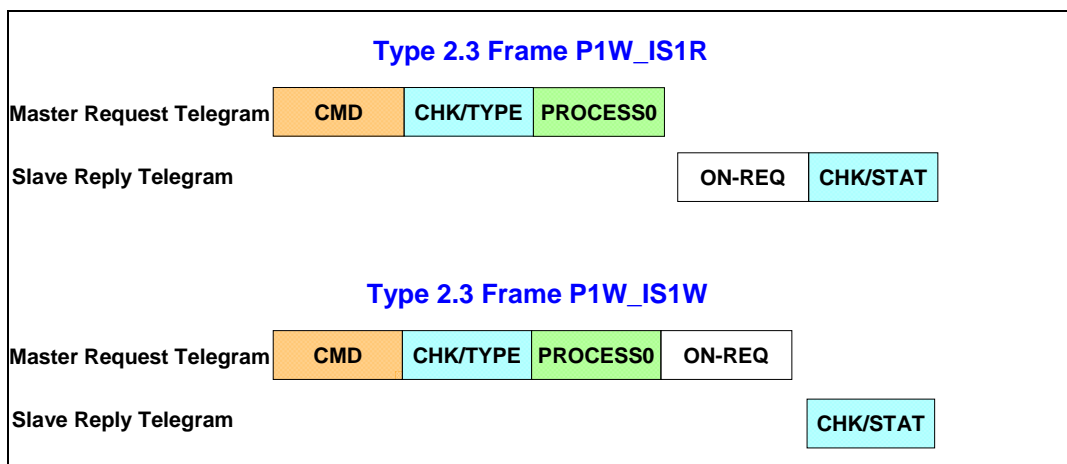 Type 2.3 Frame P1W_IS1R
Master Request Telegram CMD CHK/TYPE PROCESS0
Slave Reply Telegram ON-REQ CHK/STAT
Type 2.3 Frame P1W_IS1W
Master Request Telegram CMD CHK/TYPE PROCESS0 ON-REQ
Slave Reply Telegram CHK/STAT